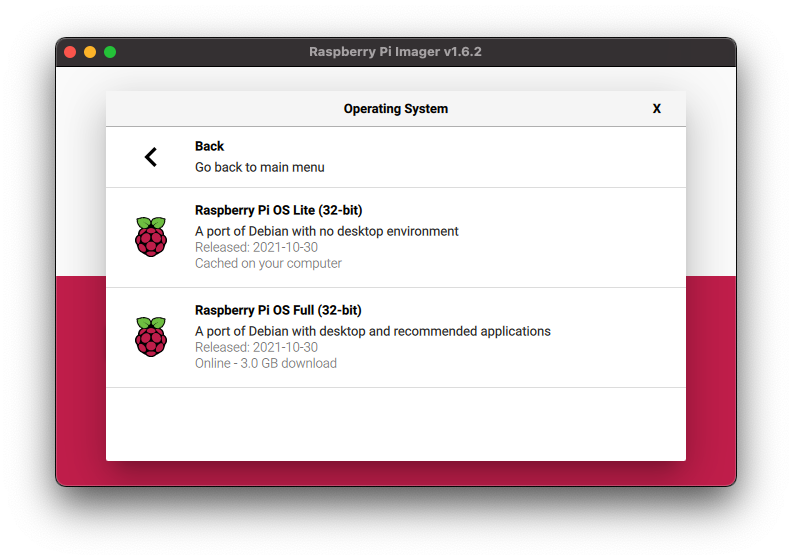 Raspberry Pi Imager v1.6.2
Operating System
X
Back
Go back to main menu
Raspberry Pi OS Lite (32-bit)
A port of Debian with no desktop environment
Released: 2021-10-30
Cached on your computer
Raspberry Pi OS Full (32-bit)
A port of Debian with desktop and recommended applications
Released: 2021-10-30
Online - 3.0 GB download